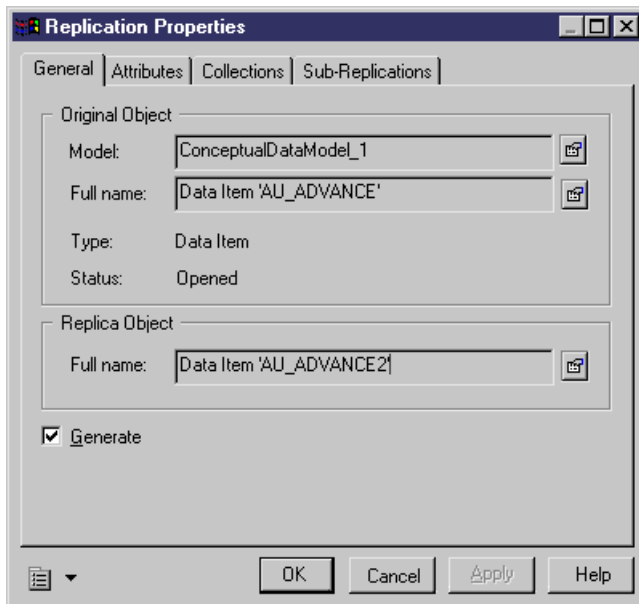 Replication Properties
General Attributes Collections Sub-Replications
Original Object
Model: ConceptualDataModel_1
Full name: Data Item 'AU_ADVANCE'
Type: Data Item
Status: Opened
Replica Object
Full name: Data Item 'AU_ADVANCE2'
Generate
OK Cancel Apply Help